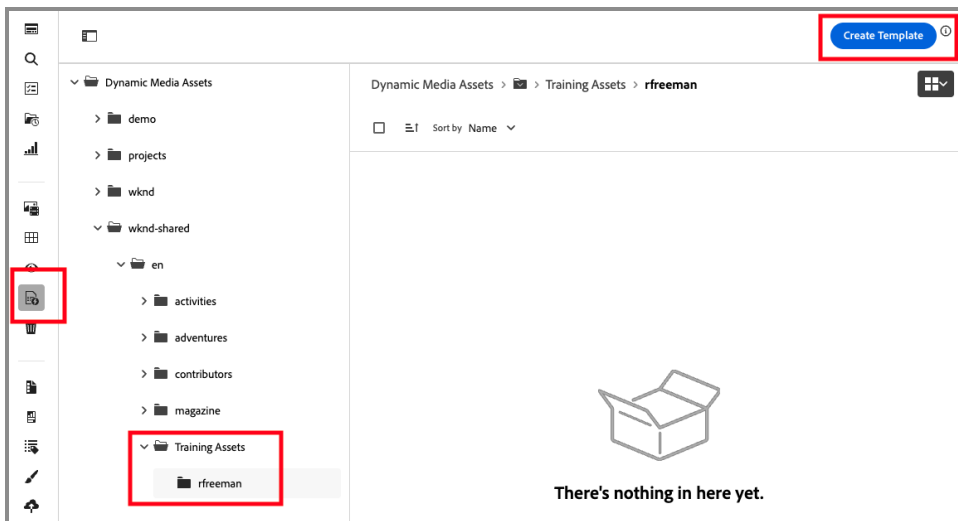 Create Template
Dynamic Media Assets
Dynamic Media Assets > > Training Assets > rfreeman
demo
Sort by Name
projects
wknd
wknd-shared
en
activities
adventures
contributors
magazine
Training Assets
rfreeman
There's nothing in here yet.